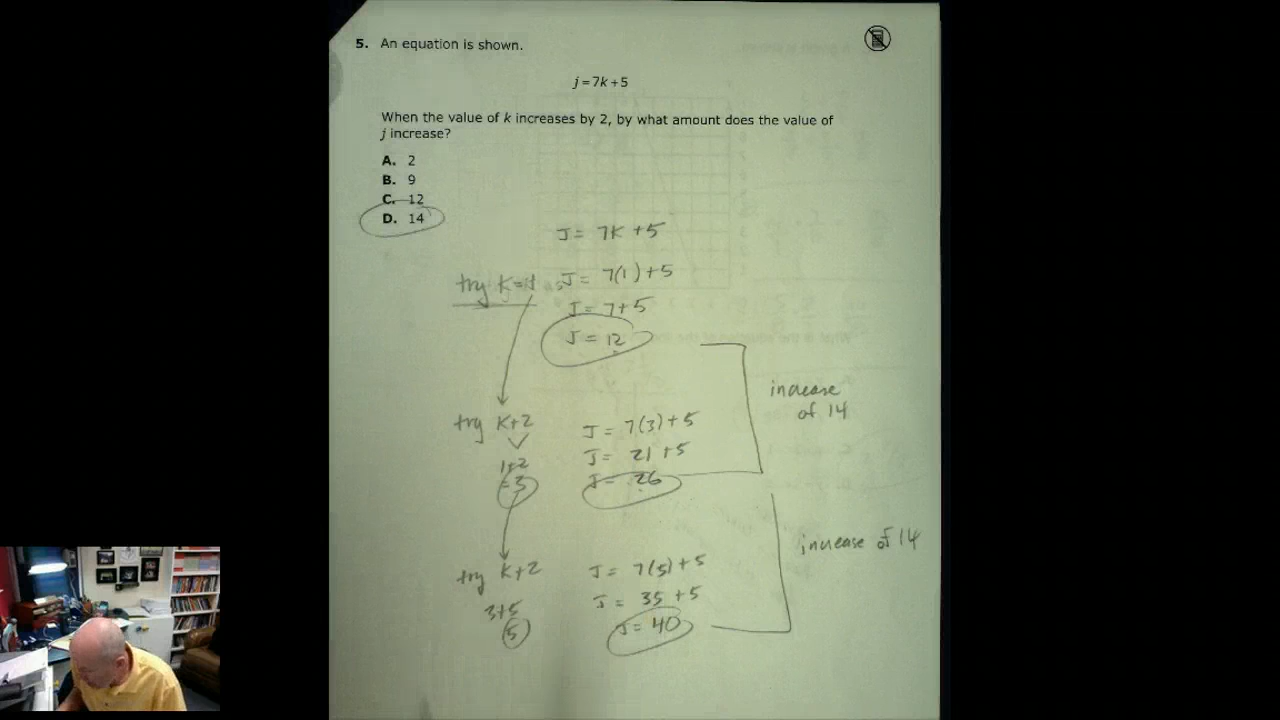 5. An equation is shown.
j = 7k + 5
When the value of k increases by 2, by what amount does the value of
j increase?
A. 2
B. 9
C. 12
D. 14
J = 7K + 5
try K=1 J = 7(1) + 5
J = 7+5
J = 12
increase
of 14
try K+2 J = 7(3) + 5
1+2 J = 21 + 5
=3 J = 26
increase of 14
try K+2 J = 7(5) + 5
3+5 J = 35 + 5
5 J = 40